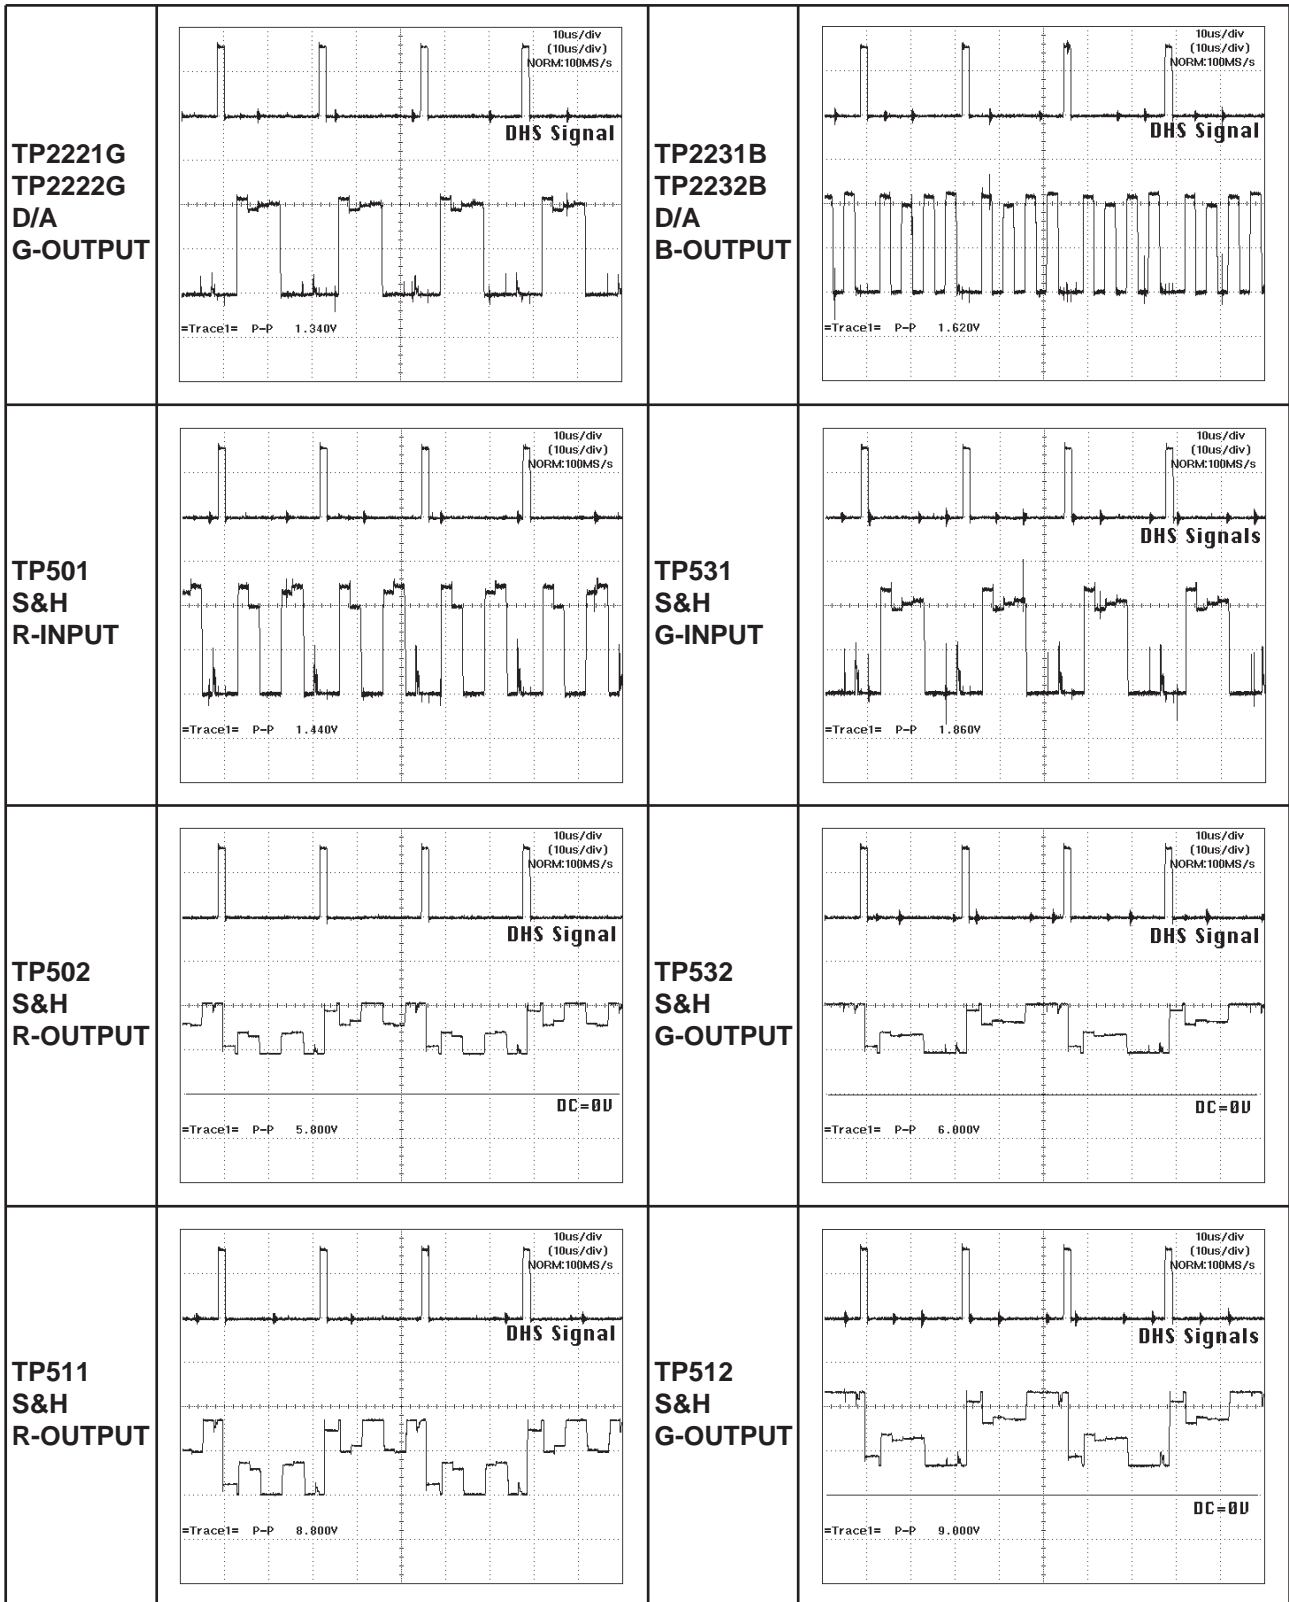 TP2221G
TP2222G
D/A
G-OUTPUT
10us/div
(10us/div)
NORM:100MS/s
DHS Signal
=Trace1= P-P 1.340V
TP2231B
TP2232B
D/A
B-OUTPUT
10us/div
(10us/div)
NORM:100MS/s
DHS Signal
=Trace1= P-P 1.620V
TP501
S&H
R-INPUT
10us/div
(10us/div)
NORM:100MS/s
=Trace1= P-P 1.440V
TP531
S&H
G-INPUT
10us/div
(10us/div)
NORM:100MS/s
DHS Signals
=Trace1= P-P 1.860V
TP502
S&H
R-OUTPUT
10us/div
(10us/div)
NORM:100MS/s
DHS Signal
DC=0V
=Trace1= P-P 5.800V
TP532
S&H
G-OUTPUT
10us/div
(10us/div)
NORM:100MS/s
DHS Signal
DC=0V
=Trace1= P-P 6.000V
TP511
S&H
R-OUTPUT
10us/div
(10us/div)
NORM:100MS/s
DHS Signal
=Trace1= P-P 8.800V
TP512
S&H
G-OUTPUT
10us/div
(10us/div)
NORM:100MS/s
DHS Signals
DC=0V
=Trace1= P-P 9.000V